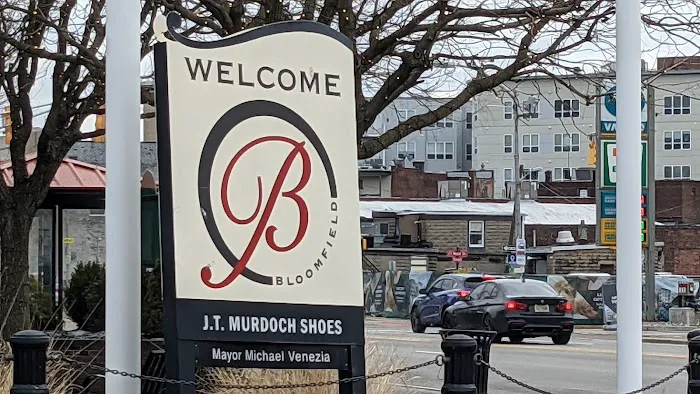 WELCOME
B
BLOOMFIELD
J.T. MURDOCH SHOES
Mayor Michael Venezia